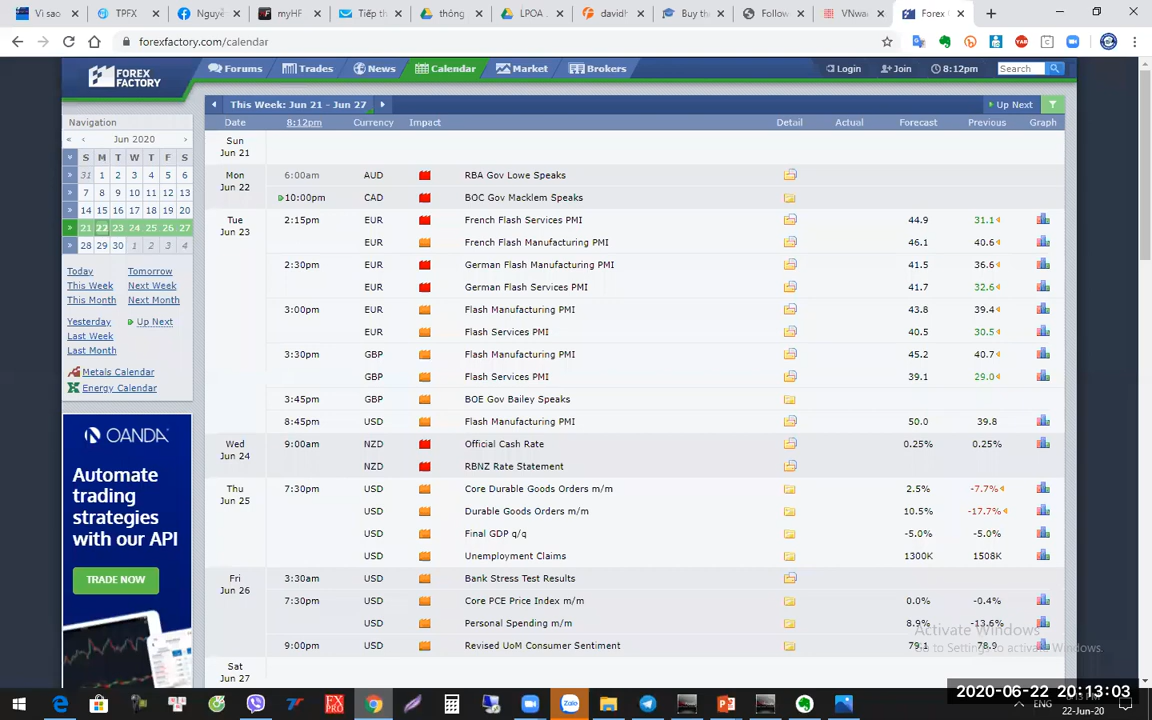 Vì sao
TPFX
Nguyễ
myHF
Tiếp th
thông
LPOA
davidh
Buy th
Follow
VNwa
Forex
forexfactory.com/calendar
FOREX FACTORY
Forums
Trades
News
Calendar
Market
Brokers
Login
Join
8:12pm
Search
This Week: Jun 21 - Jun 27
Up Next
Date 8:12pm Currency Impact Detail Actual Forecast Previous Graph
Navigation
Jun 2020
S M T W T F S
31 1 2 3 4 5 6
7 8 9 10 11 12 13
14 15 16 17 18 19 20
21 22 23 24 25 26 27
28 29 30 1 2 3 4
Today Tomorrow
This Week Next Week
This Month Next Month
Yesterday Up Next
Last Week
Last Month
Metals Calendar
Energy Calendar
OANDA
Automate
trading
strategies
with our API
TRADE NOW
Sun
Jun 21
Mon
Jun 22
6:00am AUD RBA Gov Lowe Speaks
10:00pm CAD BOC Gov Macklem Speaks
Tue
Jun 23
2:15pm EUR French Flash Services PMI 44.9 31.1
EUR French Flash Manufacturing PMI 46.1 40.6
2:30pm EUR German Flash Manufacturing PMI 41.5 36.6
EUR German Flash Services PMI 41.7 32.6
3:00pm EUR Flash Manufacturing PMI 43.8 39.4
EUR Flash Services PMI 40.5 30.5
3:30pm GBP Flash Manufacturing PMI 45.2 40.7
GBP Flash Services PMI 39.1 29.0
3:45pm GBP BOE Gov Bailey Speaks
8:45pm USD Flash Manufacturing PMI 50.0 39.8
Wed
Jun 24
9:00am NZD Official Cash Rate 0.25% 0.25%
NZD RBNZ Rate Statement
Thu
Jun 25
7:30pm USD Core Durable Goods Orders m/m 2.5% -7.7%
USD Durable Goods Orders m/m 10.5% -17.7%
USD Final GDP q/q -5.0% -5.0%
USD Unemployment Claims 1300K 1508K
Fri
Jun 26
3:30am USD Bank Stress Test Results
7:30pm USD Core PCE Price Index m/m 0.0% -0.4%
USD Personal Spending m/m 8.9% -13.6%
9:00pm USD Revised UoM Consumer Sentiment 79.1 78.9
Sat
Jun 27
Activate Windows
Go to Settings to activate Windows.
2020-06-22 20:13:03
FX PRO
Zalo
ENG
22-Jun-20